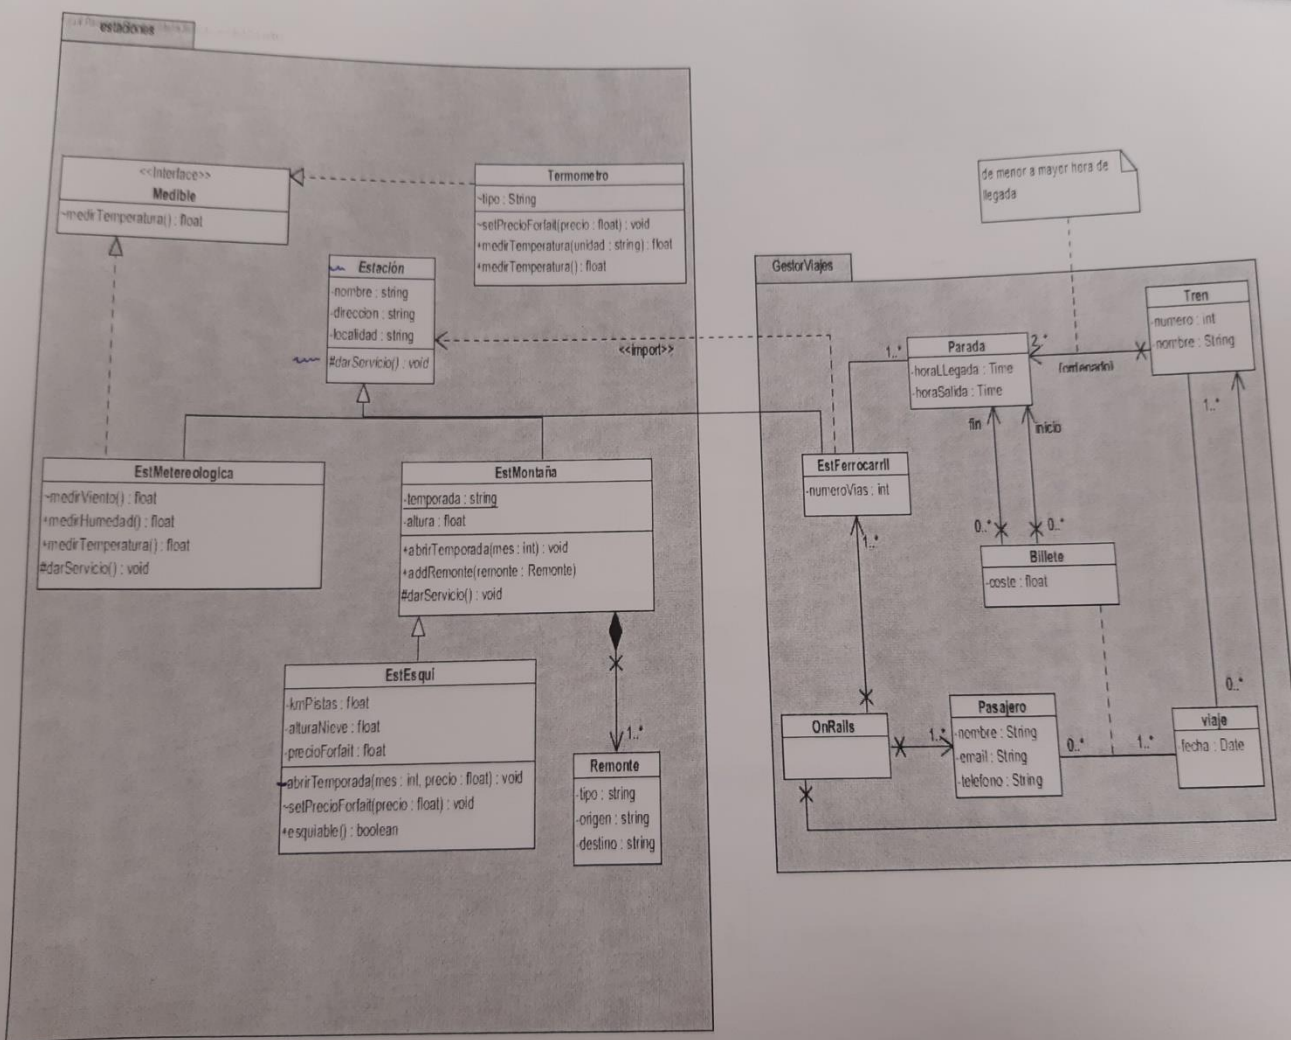 estaciones
<<Interface>>
Medible
~medirTemperatura() : float
Termometro
~tipo : String
~setPrecioForfait(precio : float) : void
+medirTemperatura(unidad : string) : float
+medirTemperatura() : float
Estación
-nombre : string
-direccion : string
-localidad : string
#darServicio() : void
<<import>>
EstMetereologica
~medirViento() : float
+medirHumedad() : float
+medirTemperatura() : float
#darServicio() : void
EstMontaña
-temporada : string
-altura : float
+abrirTemporada(mes : int) : void
+addRemonte(remonte : Remonte)
#darServicio() : void
EstEsquí
-kmPistas : float
-alturaNieve : float
-precioForfait : float
-abrirTemporada(mes : int, precio : float) : void
~setPrecioForfait(precio : float) : void
+esquiable() : boolean
1..*
Remonte
-tipo : string
-origen : string
-destino : string
de menor a mayor hora de
llegada
GestorViajes
Tren
-numero : int
-nombre : String
1..*
Parada
-horaLLegada : Time
-horaSalida : Time
2..*
{ordenado}
1..*
fin
inicio
EstFerrocarril
-numeroVias : int
0..*
0..*
1..*
Billete
-coste : float
0..*
OnRails
1..*
Pasajero
-nombre : String
-email : String
-telefono : String
0..*
1..*
viaje
-fecha : Date